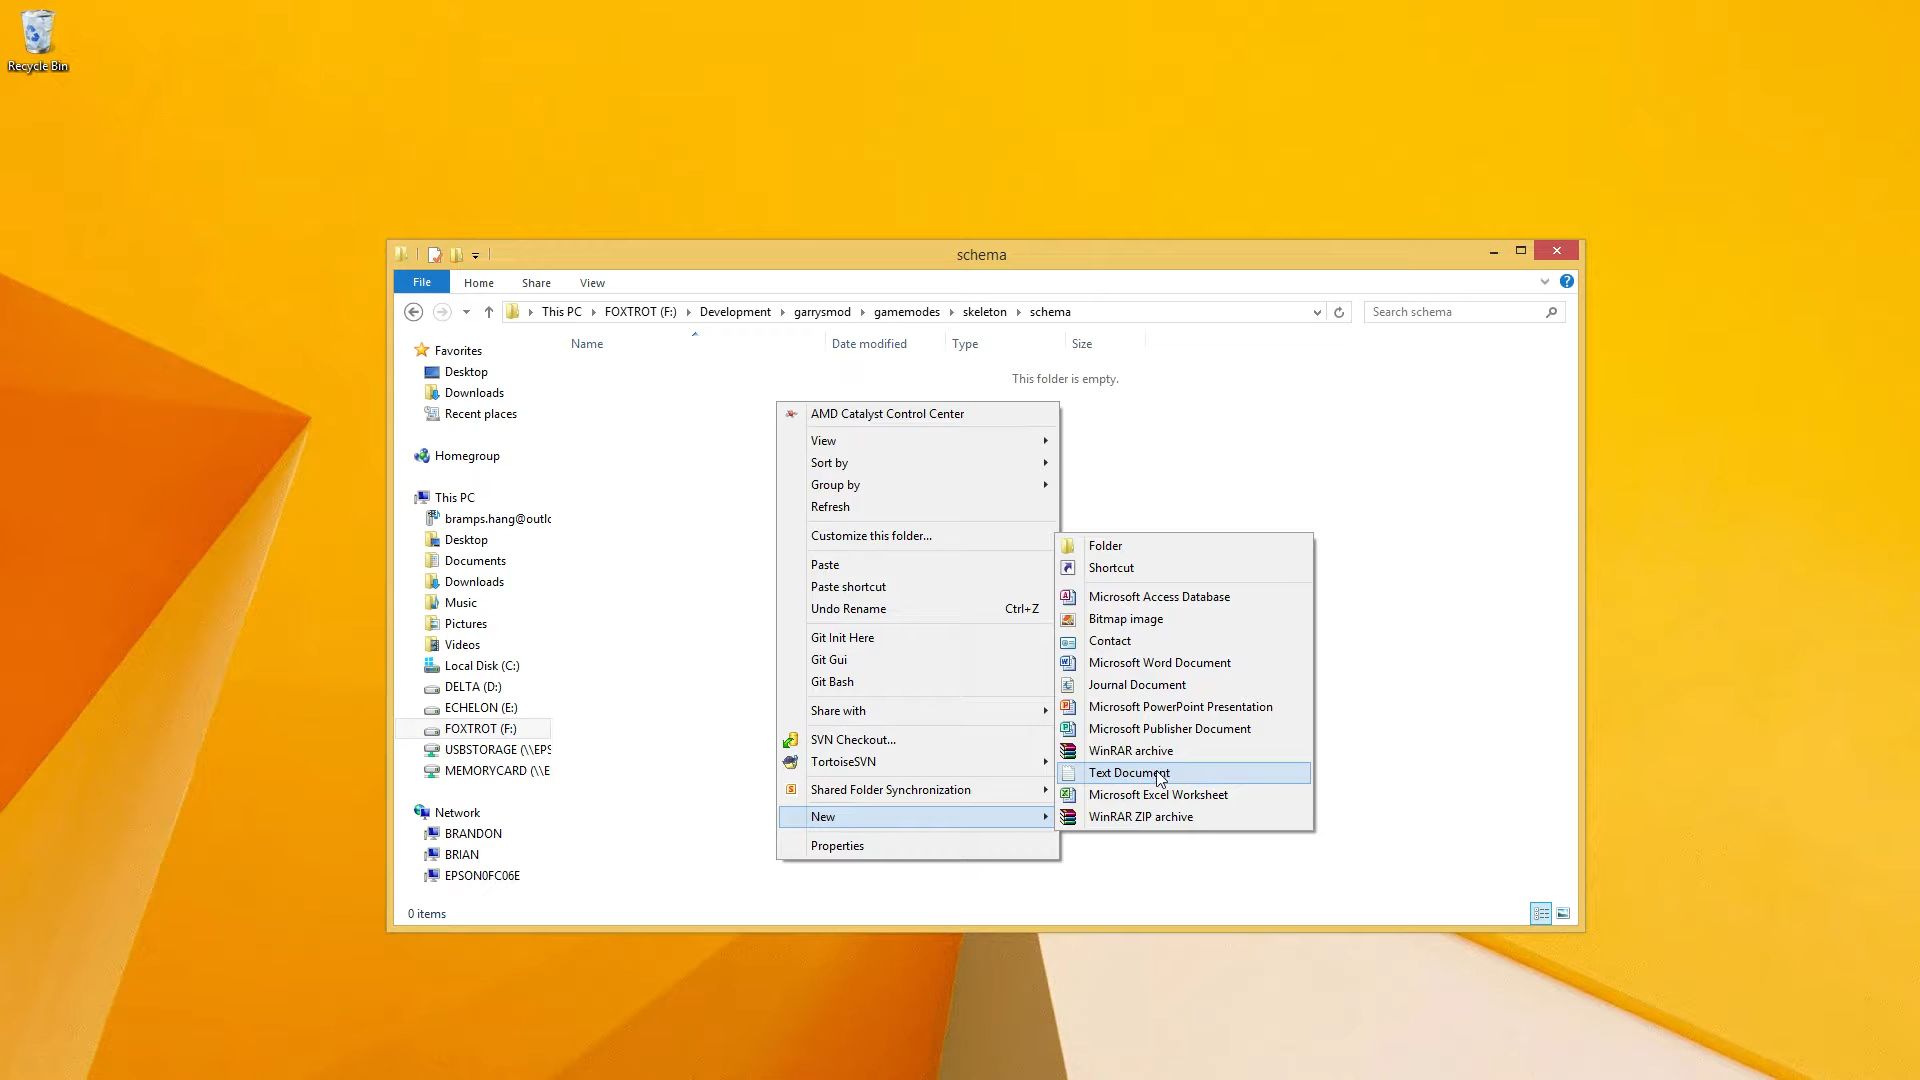 Recycle Bin
schema
File Home Share View
This PC FOXTROT (F:) Development garrysmod gamemodes skeleton schema
Search schema
Name Date modified Type Size
This folder is empty.
Favorites
Desktop
Downloads
Recent places
Homegroup
This PC
bramps.hang@outlo
Desktop
Documents
Downloads
Music
Pictures
Videos
Local Disk (C:)
DELTA (D:)
ECHELON (E:)
FOXTROT (F:)
USBSTORAGE (\\EPS
MEMORYCARD (\\E
Network
BRANDON
BRIAN
EPSON0FC06E
AMD Catalyst Control Center
View
Sort by
Group by
Refresh
Customize this folder...
Paste
Paste shortcut
Undo Rename Ctrl+Z
Git Init Here
Git Gui
Git Bash
Share with
SVN Checkout...
TortoiseSVN
Shared Folder Synchronization
New
Properties
Folder
Shortcut
Microsoft Access Database
Bitmap image
Contact
Microsoft Word Document
Journal Document
Microsoft PowerPoint Presentation
Microsoft Publisher Document
WinRAR archive
Text Document
Microsoft Excel Worksheet
WinRAR ZIP archive
0 items